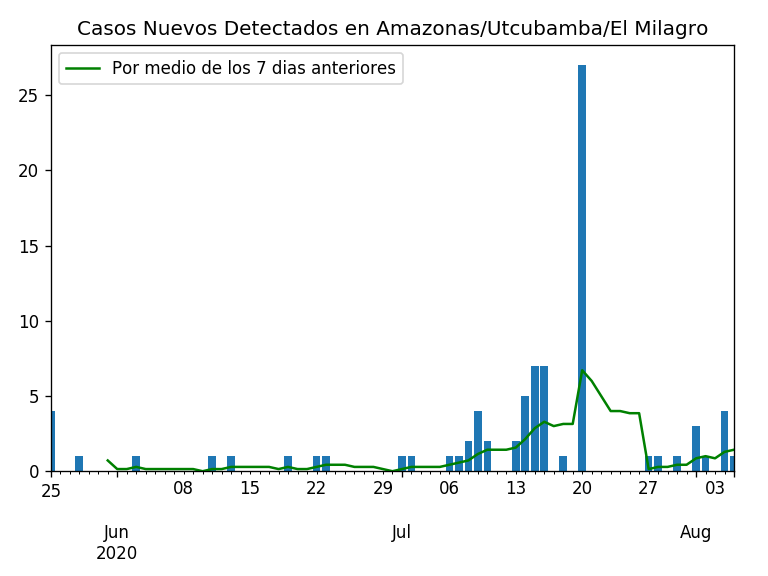 Casos Nuevos Detectados en Amazonas/Utcubamba/El Milagro
Por medio de los 7 dias anteriores
25
20
15
10
5
0
25 08 15 22 29 06 13 20 27 03
Jun Jul Aug
2020